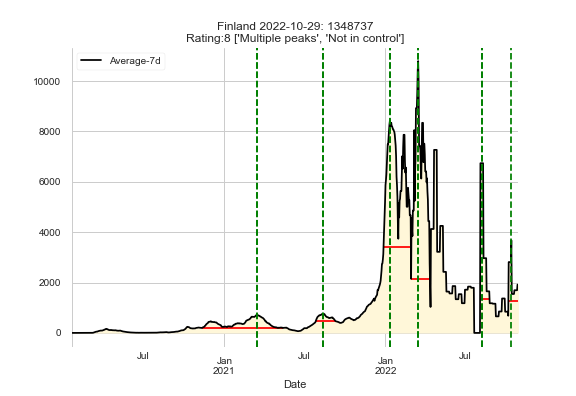 Finland 2022-10-29: 1348737
Rating:8 ['Multiple peaks', 'Not in control']
Average-7d
10000
8000
6000
4000
2000
0
Jul
Jan
2021
Jul
Jan
2022
Jul
Date